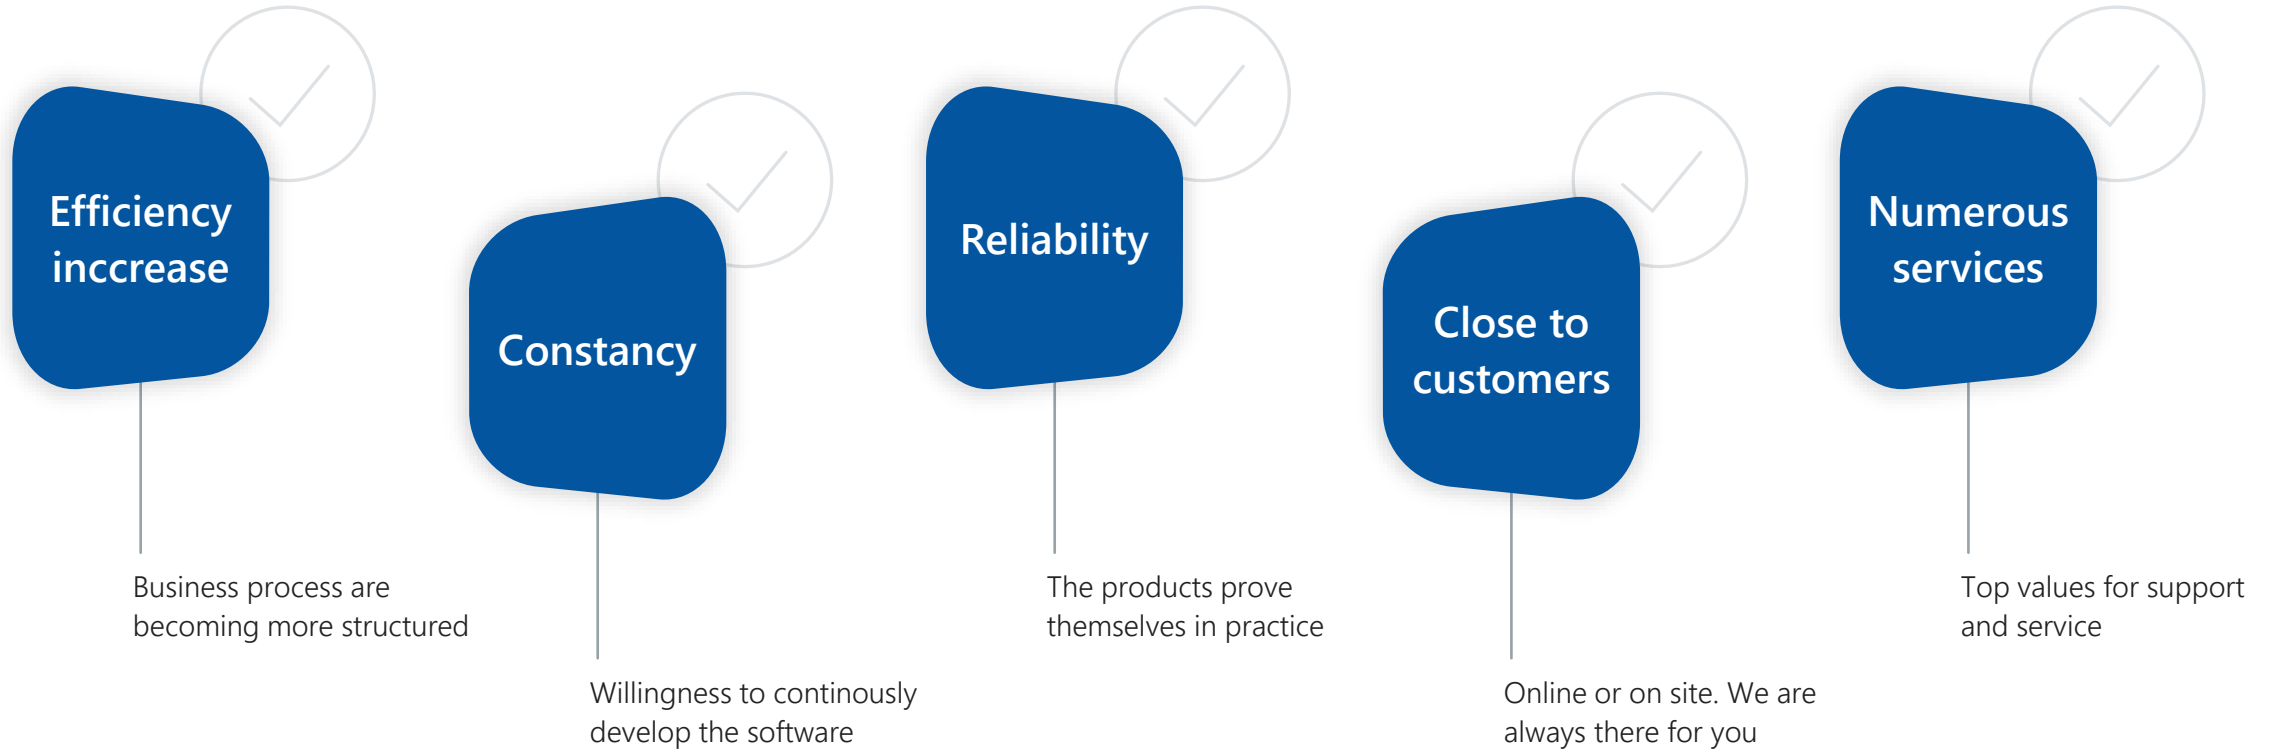 Efficiency
inccrease
Business process are
becoming more structured
Constancy
Willingness to continously
develop the software
Reliability
The products prove
themselves in practice
Close to
customers
Online or on site. We are
always there for you
Numerous
services
Top values for support
and service